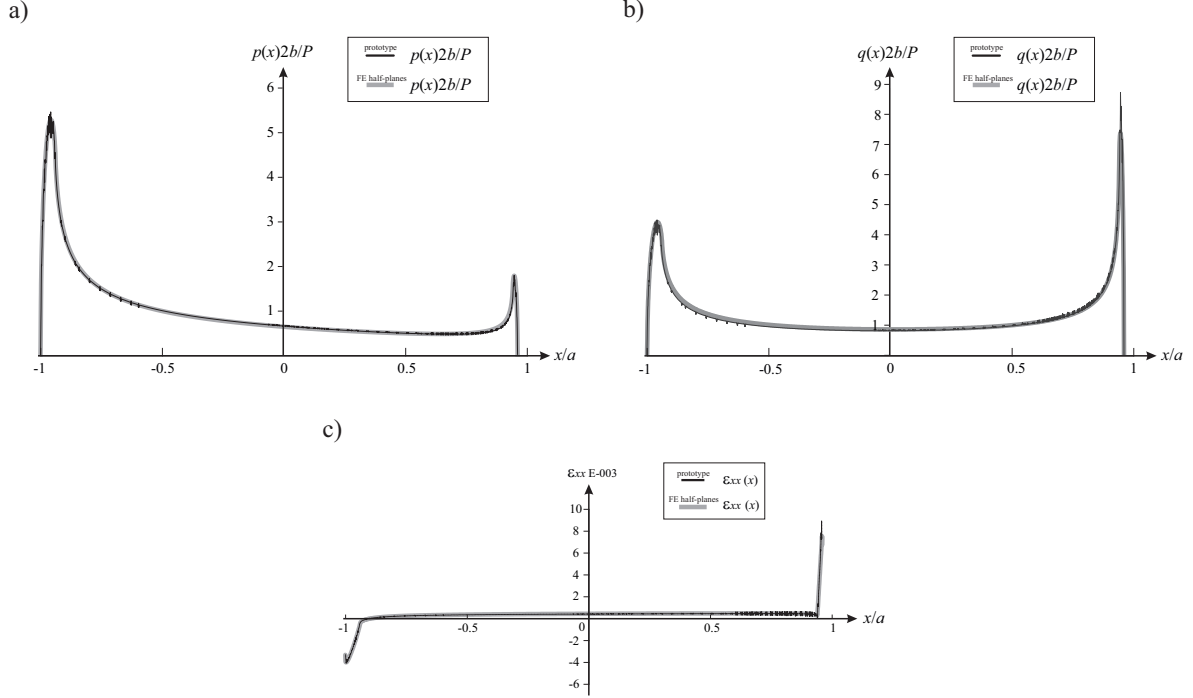 a)
p(x)2b/P
prototype
p(x)2b/P
FE half-planes
p(x)2b/P
6
5
4
3
2
1
-1
-0.5
0
0.5
1
x/a
b)
q(x)2b/P
prototype
q(x)2b/P
FE half-planes
q(x)2b/P
9
8
7
6
5
4
3
2
1
-1
-0.5
0
0.5
1
x/a
c)
εxx E-003
prototype
εxx (x)
FE half-planes
εxx (x)
10
8
6
4
2
-1
-0.5
0
0.5
1
x/a
-2
-4
-6